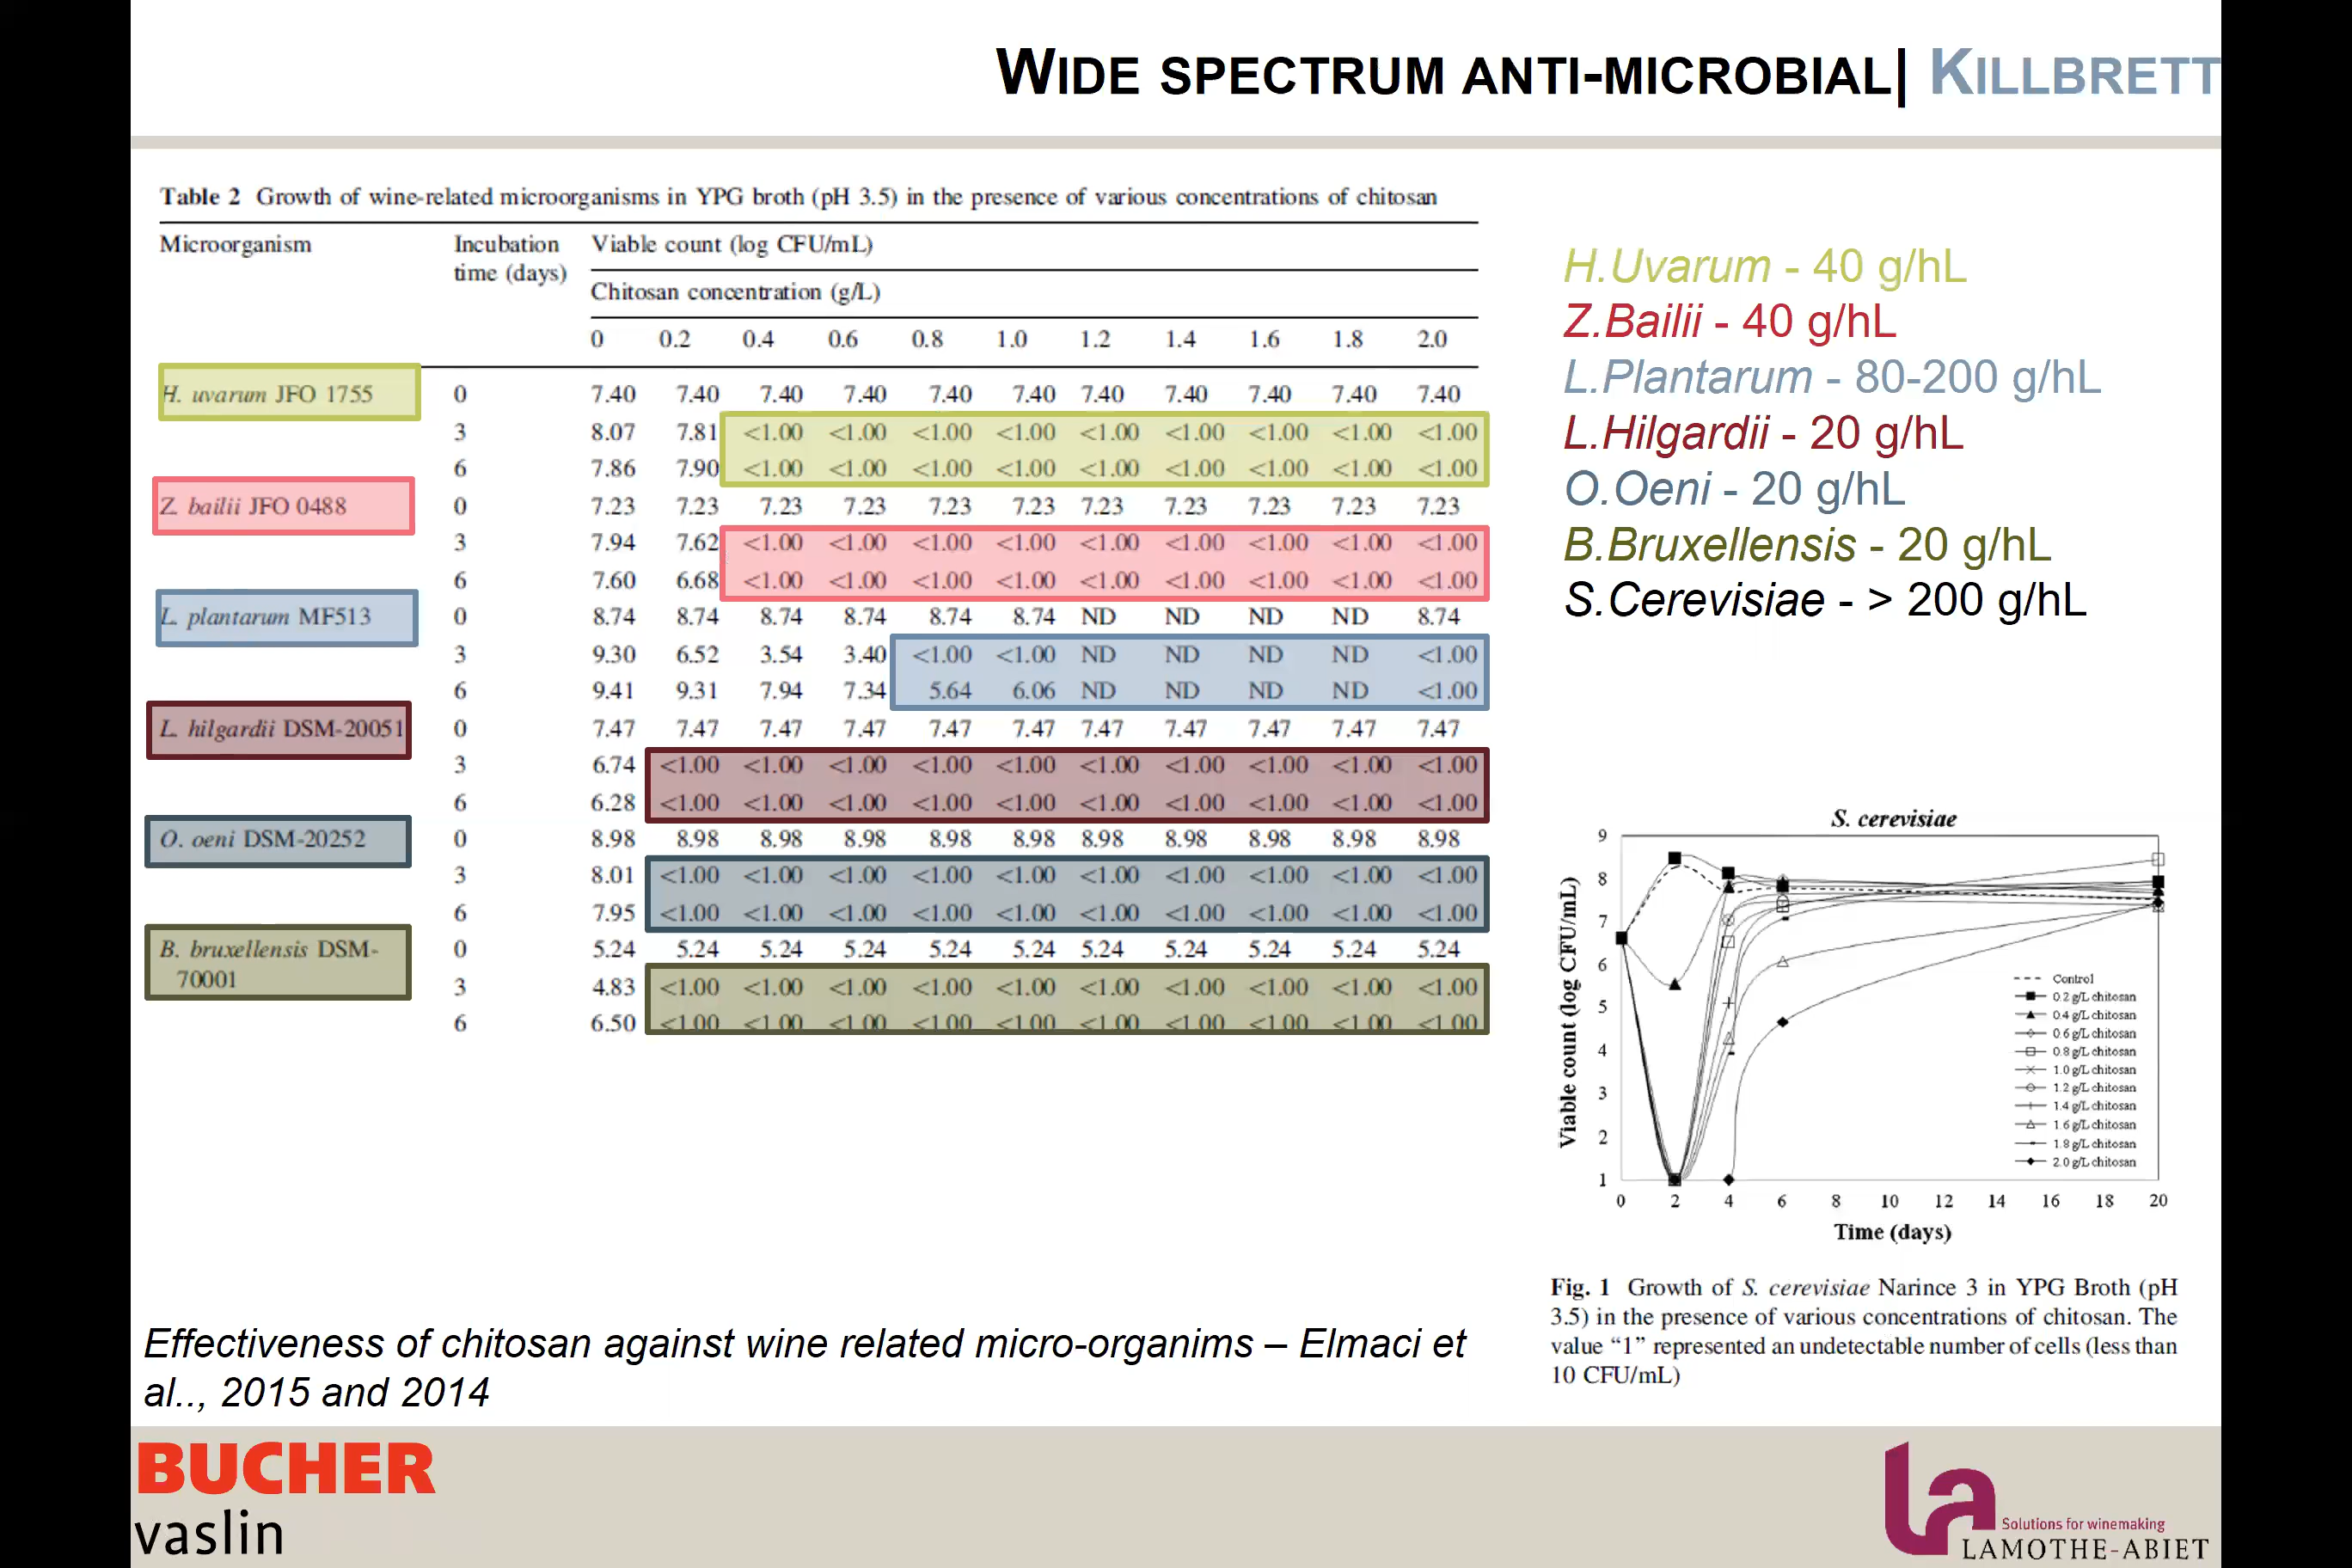 WIDE SPECTRUM ANTI-MICROBIAL| KILLBRETT
Table 2 Growth of wine-related microorganisms in YPG broth (pH 3.5) in the presence of various concentrations of chitosan
Microorganism Incubation time (days) Viable count (log CFU/mL)
Chitosan concentration (g/L)
0 0.2 0.4 0.6 0.8 1.0 1.2 1.4 1.6 1.8 2.0
H. uvarum JFO 1755 0 7.40 7.40 7.40 7.40 7.40 7.40 7.40 7.40 7.40 7.40 7.40
3 8.07 7.81 <1.00 <1.00 <1.00 <1.00 <1.00 <1.00 <1.00 <1.00 <1.00
6 7.86 7.90 <1.00 <1.00 <1.00 <1.00 <1.00 <1.00 <1.00 <1.00 <1.00
Z. bailii JFO 0488 0 7.23 7.23 7.23 7.23 7.23 7.23 7.23 7.23 7.23 7.23 7.23
3 7.94 7.62 <1.00 <1.00 <1.00 <1.00 <1.00 <1.00 <1.00 <1.00 <1.00
6 7.60 6.68 <1.00 <1.00 <1.00 <1.00 <1.00 <1.00 <1.00 <1.00 <1.00
L. plantarum MF513 0 8.74 8.74 8.74 8.74 8.74 8.74 ND ND ND ND 8.74
3 9.30 6.52 3.54 3.40 <1.00 <1.00 ND ND ND ND <1.00
6 9.41 9.31 7.94 7.34 5.64 6.06 ND ND ND ND <1.00
L. hilgardii DSM-20051 0 7.47 7.47 7.47 7.47 7.47 7.47 7.47 7.47 7.47 7.47 7.47
3 6.74 <1.00 <1.00 <1.00 <1.00 <1.00 <1.00 <1.00 <1.00 <1.00 <1.00
6 6.28 <1.00 <1.00 <1.00 <1.00 <1.00 <1.00 <1.00 <1.00 <1.00 <1.00
O. oeni DSM-20252 0 8.98 8.98 8.98 8.98 8.98 8.98 8.98 8.98 8.98 8.98 8.98
3 8.01 <1.00 <1.00 <1.00 <1.00 <1.00 <1.00 <1.00 <1.00 <1.00 <1.00
6 7.95 <1.00 <1.00 <1.00 <1.00 <1.00 <1.00 <1.00 <1.00 <1.00 <1.00
B. bruxellensis DSM-70001 0 5.24 5.24 5.24 5.24 5.24 5.24 5.24 5.24 5.24 5.24 5.24
3 4.83 <1.00 <1.00 <1.00 <1.00 <1.00 <1.00 <1.00 <1.00 <1.00 <1.00
6 6.50 <1.00 <1.00 <1.00 <1.00 <1.00 <1.00 <1.00 <1.00 <1.00 <1.00
H.Uvarum - 40 g/hL
Z.Bailii - 40 g/hL
L.Plantarum - 80-200 g/hL
L.Hilgardii - 20 g/hL
O.Oeni - 20 g/hL
B.Bruxellensis - 20 g/hL
S.Cerevisiae - > 200 g/hL
S. cerevisiae
Viable count (log CFU/mL)
9
8
7
6
5
4
3
2
1
Control
0.2 g/L chitosan
0.4 g/L chitosan
0.6 g/L chitosan
0.8 g/L chitosan
1.0 g/L chitosan
1.2 g/L chitosan
1.4 g/L chitosan
1.6 g/L chitosan
1.8 g/L chitosan
2.0 g/L chitosan
0 2 4 6 8 10 12 14 16 18 20
Time (days)
Fig. 1 Growth of S. cerevisiae Narince 3 in YPG Broth (pH
3.5) in the presence of various concentrations of chitosan. The
value “1” represented an undetectable number of cells (less than
10 CFU/mL)
Effectiveness of chitosan against wine related micro-organims – Elmaci et
al.., 2015 and 2014
BUCHER
vaslin
la
Solutions for winemaking
LAMOTHE-ABIET